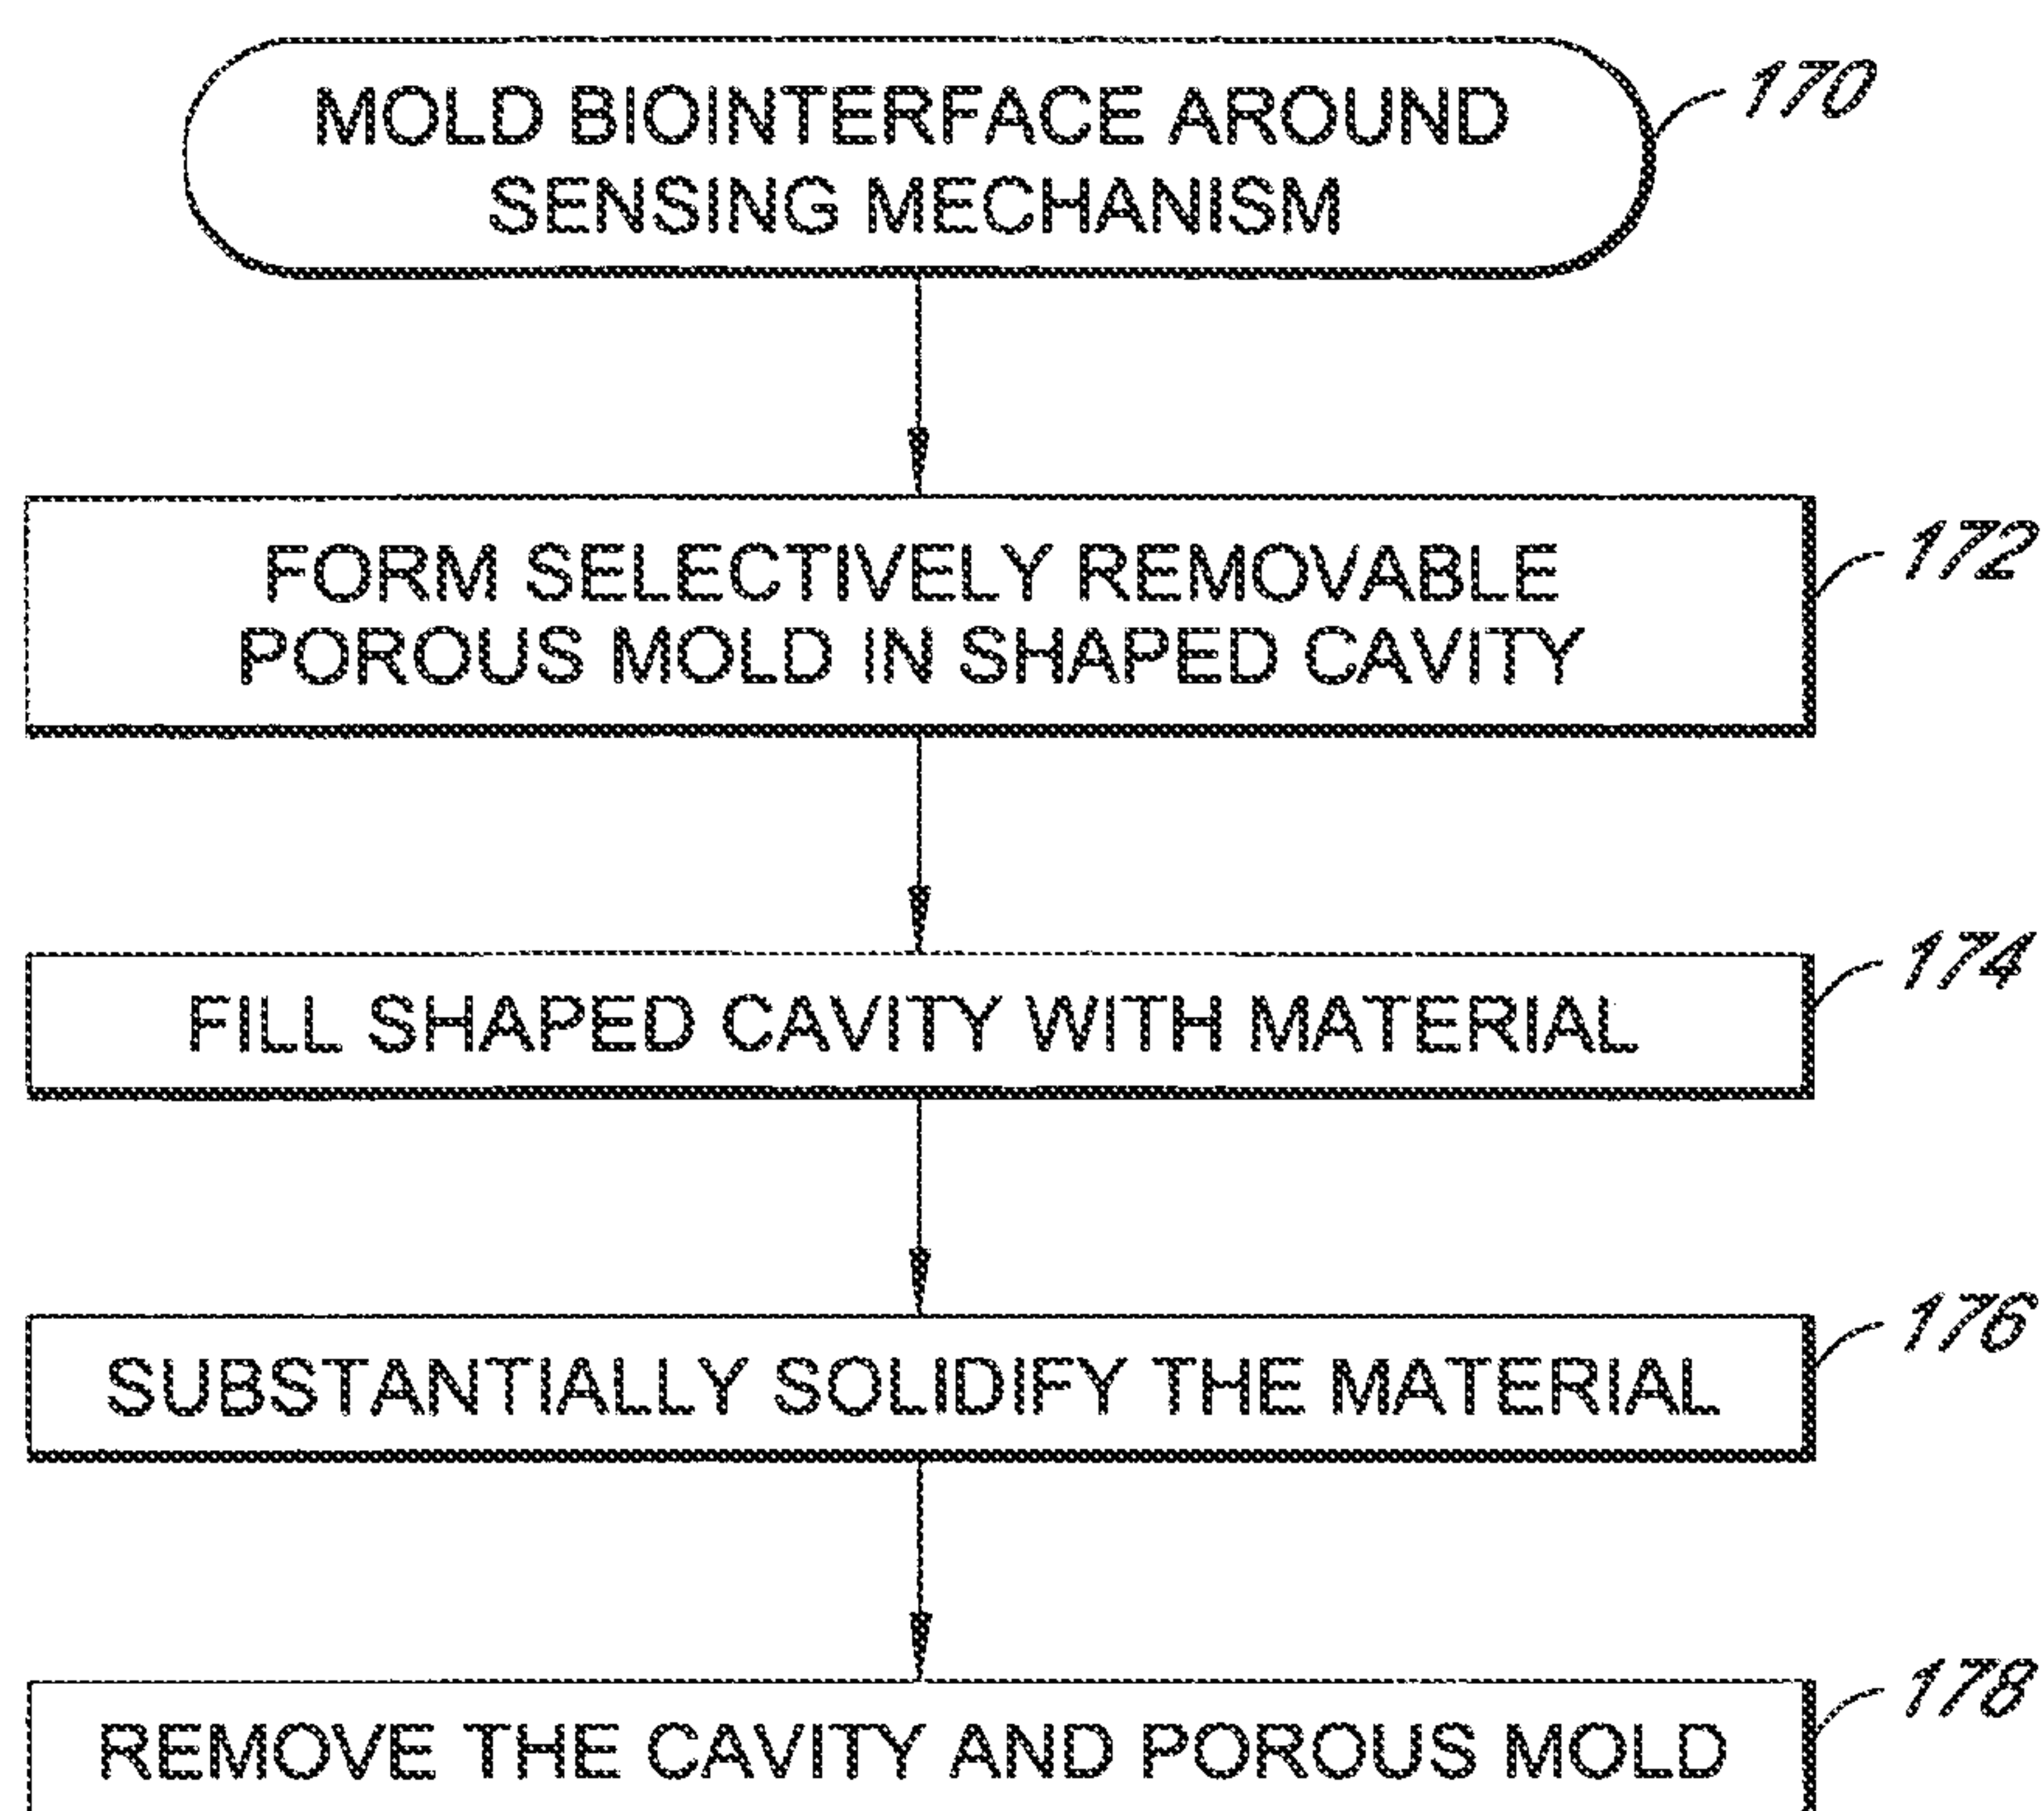 MOLD BIOINTERFACE AROUND
SENSING MECHANISM
170
FORM SELECTIVELY REMOVABLE
POROUS MOLD IN SHAPED CAVITY
172
FILL SHAPED CAVITY WITH MATERIAL
174
SUBSTANTIALLY SOLIDIFY THE MATERIAL
176
REMOVE THE CAVITY AND POROUS MOLD
178